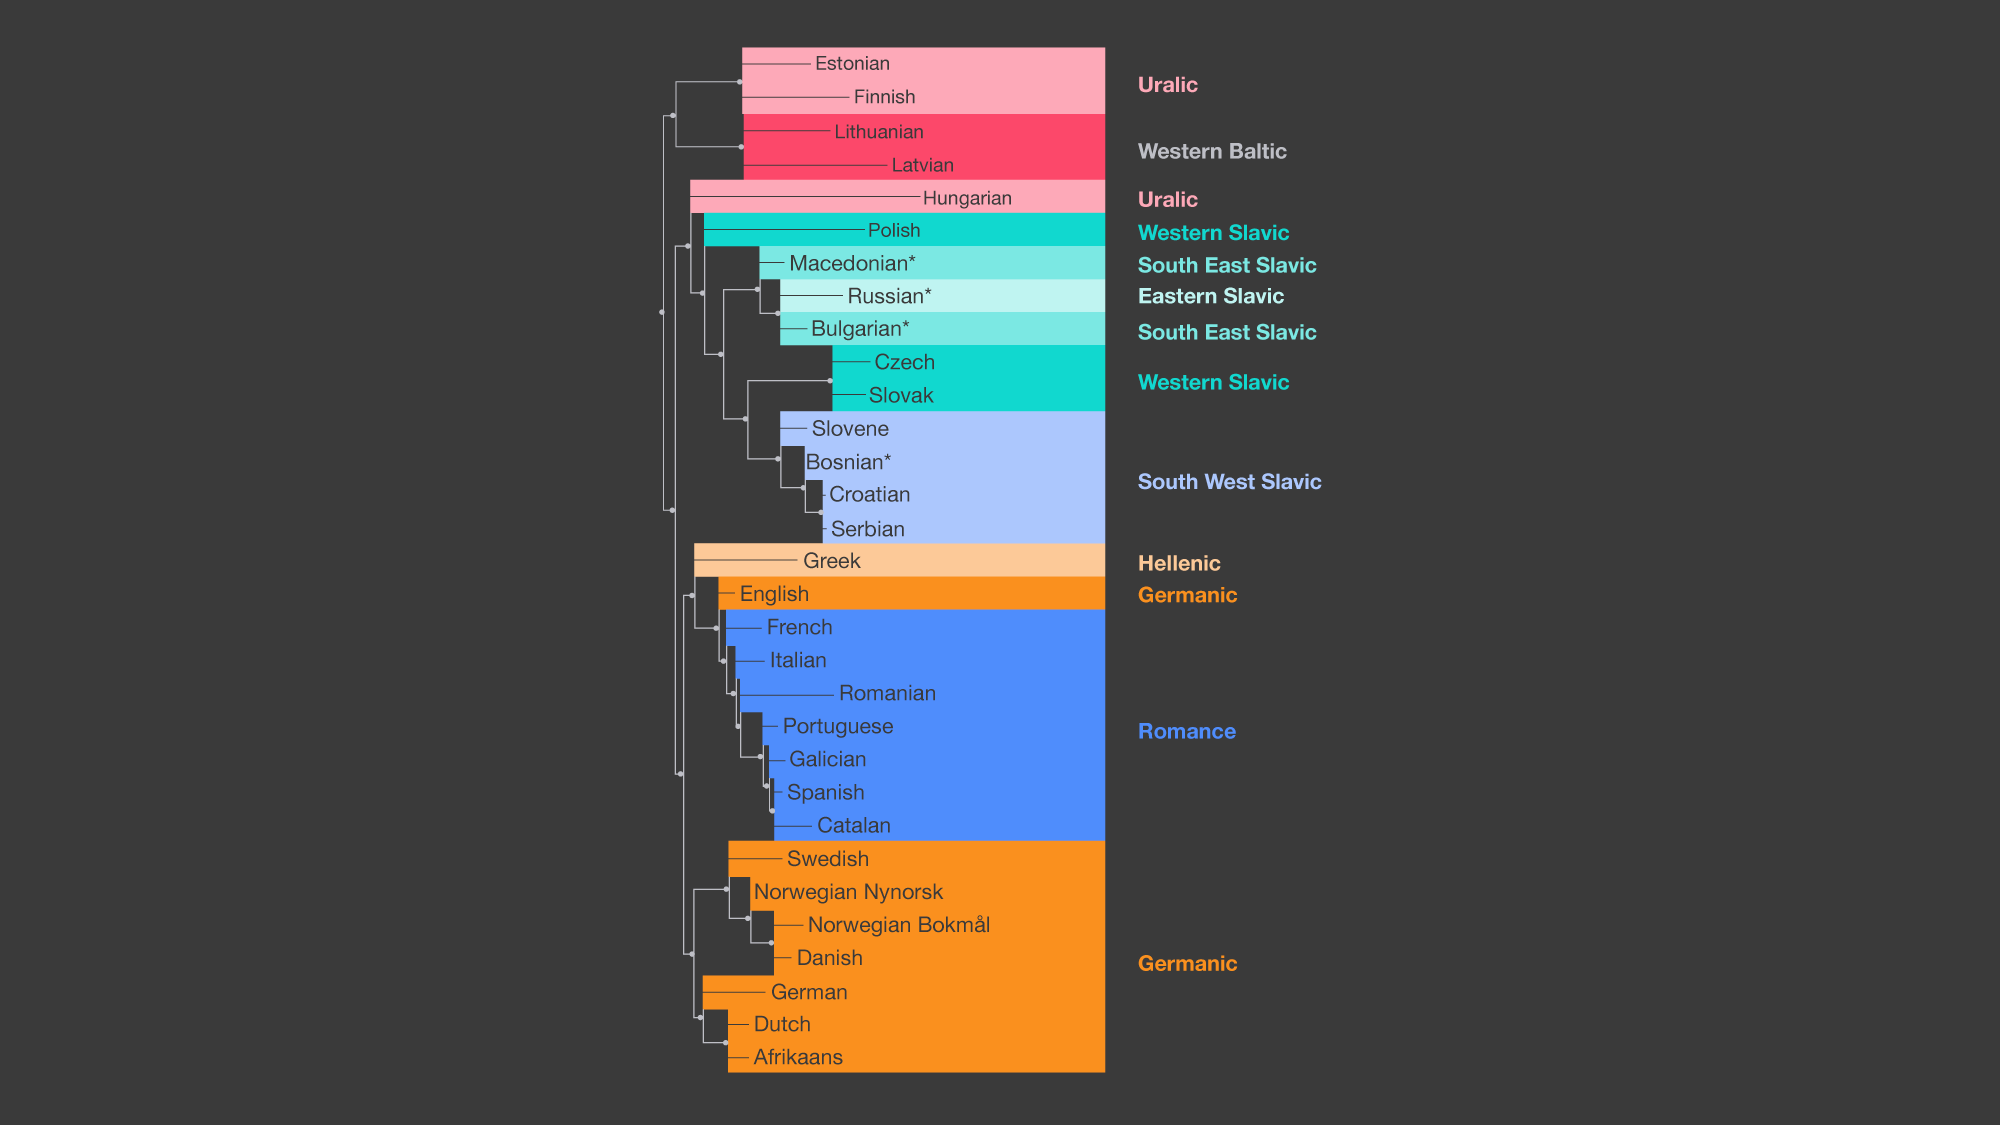 Estonian
Finnish
Uralic
Lithuanian
Latvian
Western Baltic
Hungarian
Uralic
Polish
Western Slavic
Macedonian*
South East Slavic
Russian*
Eastern Slavic
Bulgarian*
South East Slavic
Czech
Slovak
Western Slavic
Slovene
Bosnian*
Croatian
Serbian
South West Slavic
Greek
Hellenic
English
Germanic
French
Italian
Romanian
Portuguese
Galician
Spanish
Catalan
Romance
Swedish
Norwegian Nynorsk
Norwegian Bokmål
Danish
German
Dutch
Afrikaans
Germanic